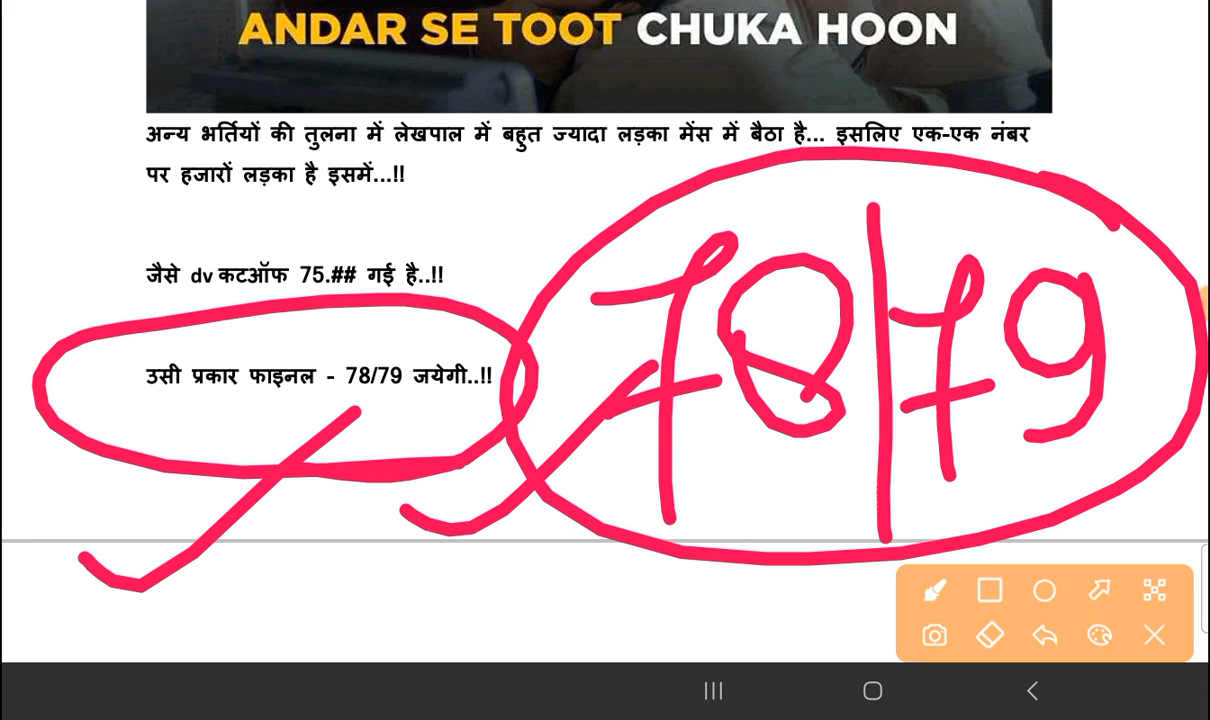 ANDAR SE TOOT CHUKA HOON
अन्य भर्तियों की तुलना में लेखपाल में बहुत ज्यादा लड़का मेंस में बैठा है... इसलिए एक-एक नंबर
पर हजारों लड़का है इसमें...!!
जैसे dv कटऑफ 75.## गई है..!!
78|79
उसी प्रकार फाइनल - 78/79 जयेगी..!!